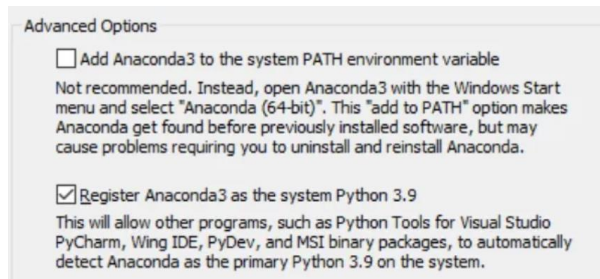 Advanced Options
Add Anaconda3 to the system PATH environment variable
Not recommended. Instead, open Anaconda3 with the Windows Start
menu and select "Anaconda (64-bit)". This "add to PATH" option makes
Anaconda get found before previously installed software, but may
cause problems requiring you to uninstall and reinstall Anaconda.
Register Anaconda3 as the system Python 3.9
This will allow other programs, such as Python Tools for Visual Studio
PyCharm, Wing IDE, PyDev, and MSI binary packages, to automatically
detect Anaconda as the primary Python 3.9 on the system.